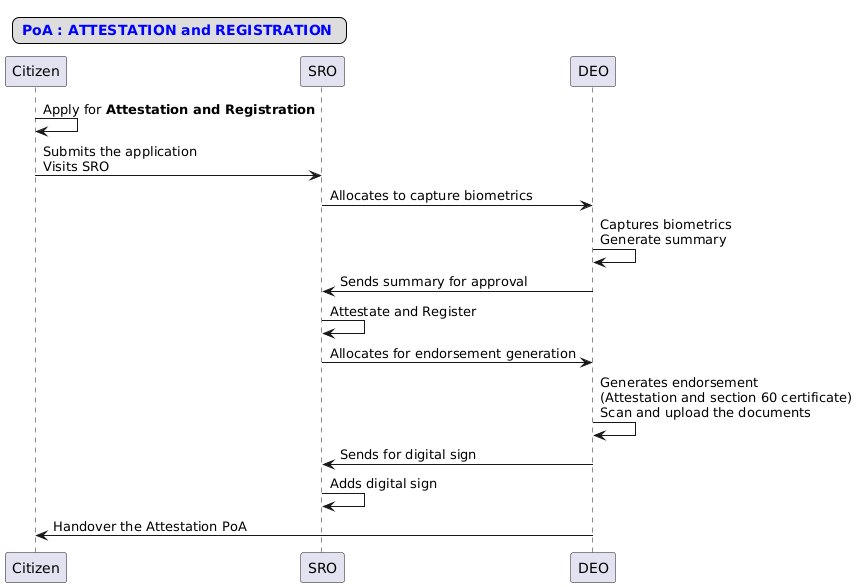 PoA : ATTESTATION and REGISTRATION
Citizen SRO DEO
Apply for Attestation and Registration
Submits the application
Visits SRO
Allocates to capture biometrics
Captures biometrics
Generate summary
Sends summary for approval
Attestate and Register
Allocates for endorsement generation
Generates endorsement
(Attestation and section 60 certificate)
Scan and upload the documents
Sends for digital sign
Adds digital sign
Handover the Attestation PoA
Citizen SRO DEO